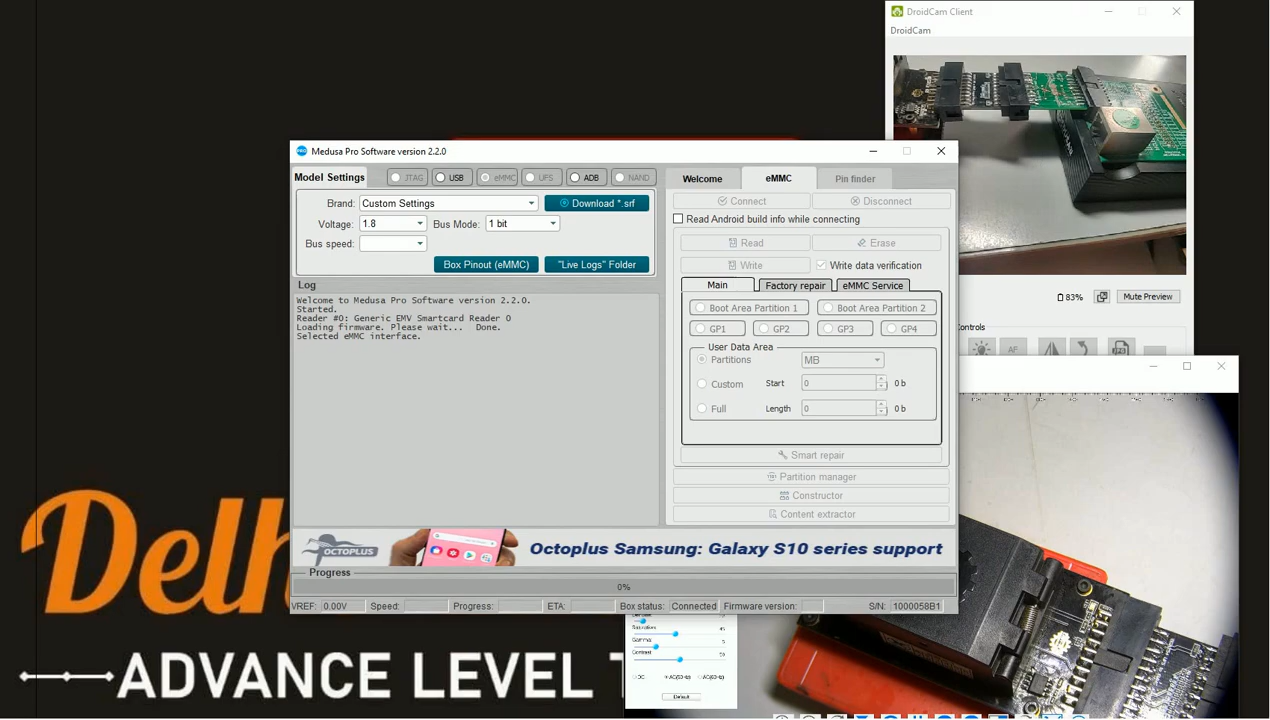 DroidCam Client
DroidCam
83%
Mute Preview
Controls
AF
Medusa Pro Software version 2.2.0
Model Settings
JTAG
USB
eMMC
UFS
ADB
NAND
Brand:
Custom Settings
Download *.srf
Voltage:
1.8
Bus Mode:
1 bit
Bus speed:
Box Pinout (eMMC)
"Live Logs" Folder
Log
Welcome to Medusa Pro Software version 2.2.0.
Started.
Reader #0: Generic EMV Smartcard Reader 0
Loading firmware. Please wait... Done.
Selected eMMC interface.
Welcome
eMMC
Pin finder
Connect
Disconnect
Read Android build info while connecting
Read
Erase
Write
Write data verification
Main
Factory repair
eMMC Service
Boot Area Partition 1
Boot Area Partition 2
GP1
GP2
GP3
GP4
User Data Area
Partitions
MB
Custom
Start
0
0 b
Full
Length
0
0 b
Smart repair
Partition manager
Constructor
Content extractor
OCTOPLUS
Octoplus Samsung: Galaxy S10 series support
Progress
0%
VREF: 0.00V
Speed:
Progress:
ETA:
Box status: Connected
Firmware version:
S/N: 1000058B1
Delh
ADVANCE LEVEL T
Gamma:
Contrast:
DC
AC(60Hz)
Default